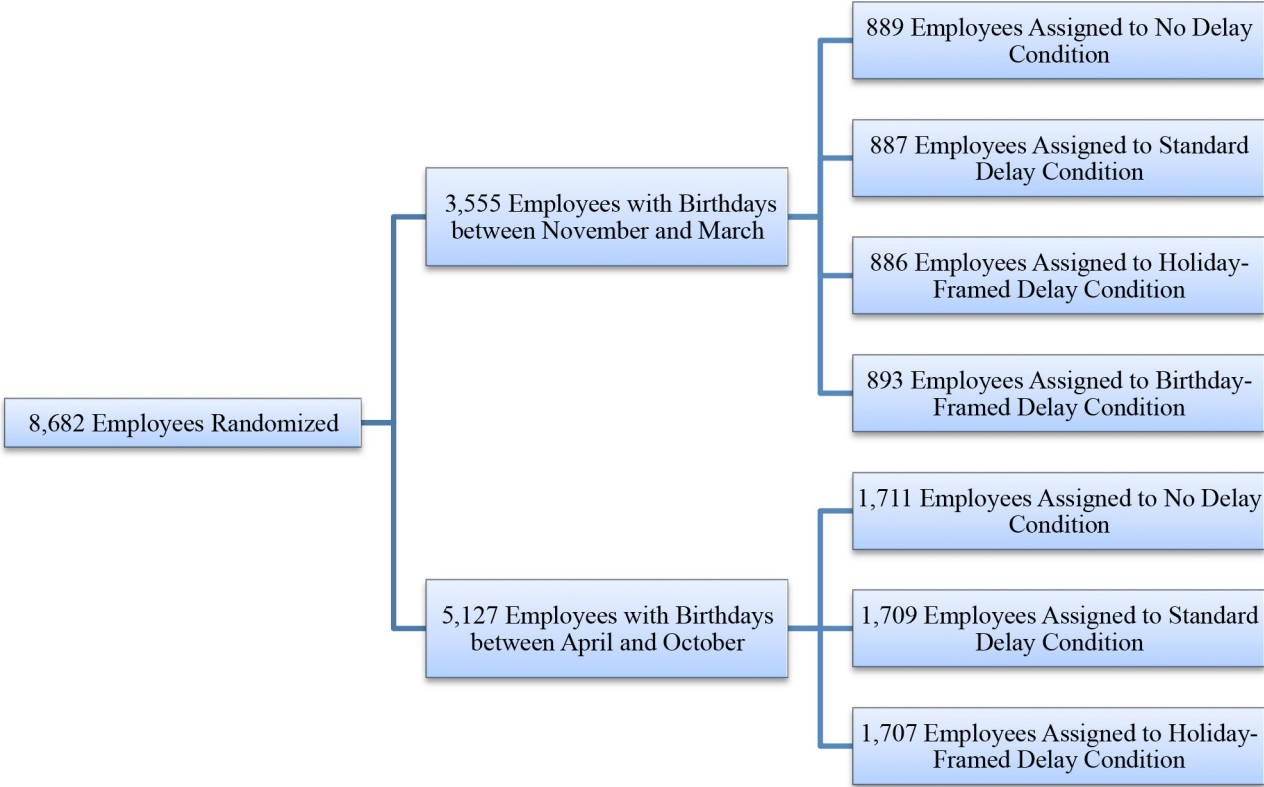 889 Employees Assigned to No Delay
Condition
887 Employees Assigned to Standard
Delay Condition
3,555 Employees with Birthdays
between November and March
886 Employees Assigned to Holiday-
Framed Delay Condition
893 Employees Assigned to Birthday-
Framed Delay Condition
8,682 Employees Randomized
1,711 Employees Assigned to No Delay
Condition
5,127 Employees with Birthdays
between April and October
1,709 Employees Assigned to Standard
Delay Condition
1,707 Employees Assigned to Holiday-
Framed Delay Condition